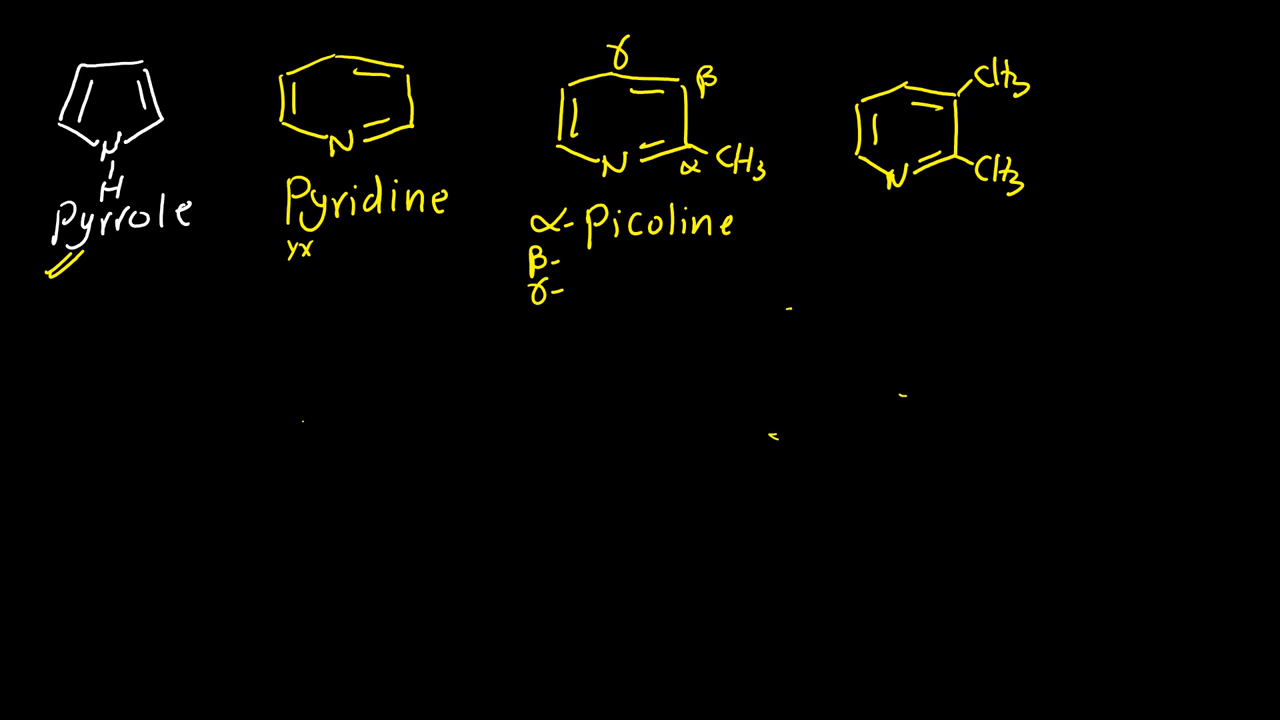 γ
β
CH3
N
N
α
CH3
N
CH3
N
H
Pyrrole
Pyridine
yx
α-Picoline
β-
γ-